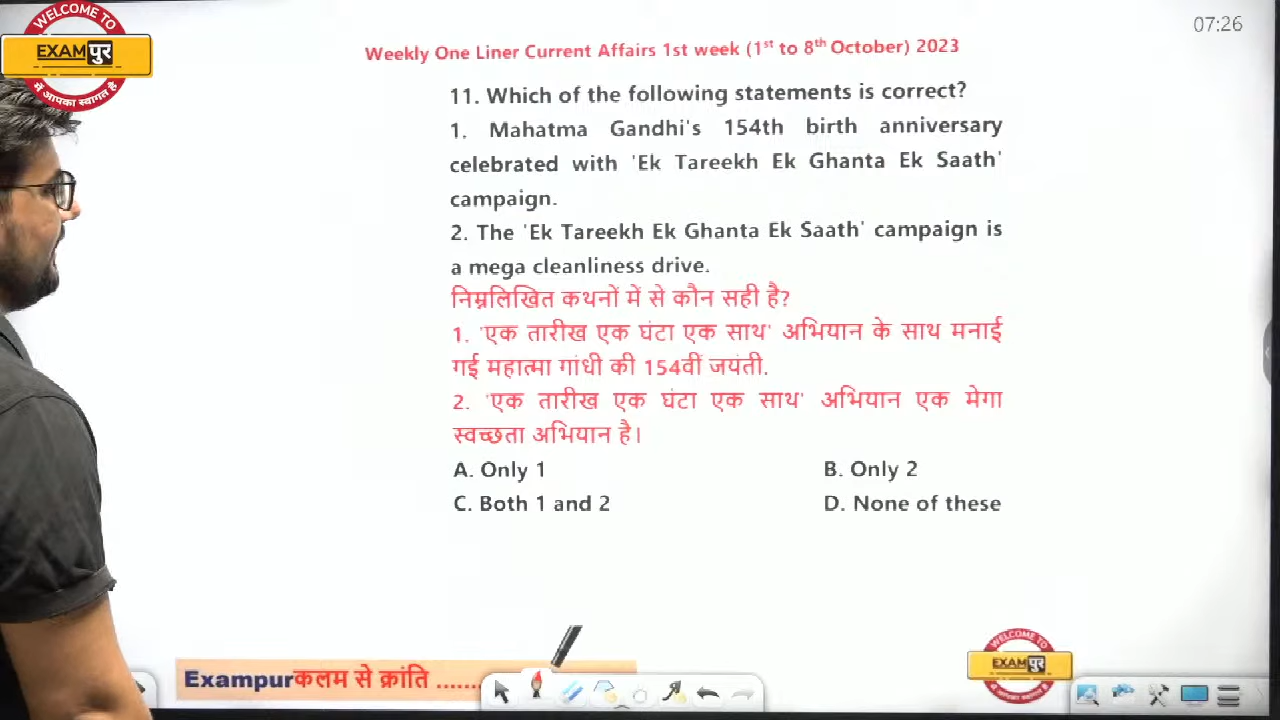 WELCOME TO
EXAMपुर
में आपका स्वागत है
07:26
Weekly One Liner Current Affairs 1st week (1st to 8th October) 2023
11. Which of the following statements is correct?
1. Mahatma Gandhi's 154th birth anniversary
celebrated with 'Ek Tareekh Ek Ghanta Ek Saath'
campaign.
2. The 'Ek Tareekh Ek Ghanta Ek Saath' campaign is
a mega cleanliness drive.
निम्नलिखित कथनों में से कौन सही है?
1. 'एक तारीख एक घंटा एक साथ' अभियान के साथ मनाई
गई महात्मा गांधी की 154वीं जयंती.
2. 'एक तारीख एक घंटा एक साथ' अभियान एक मेगा
स्वच्छता अभियान है।
A. Only 1 B. Only 2
C. Both 1 and 2 D. None of these
Exampurकलम से क्रांति .......
WELCOME TO
EXAMपुर
में आपका स्वागत है